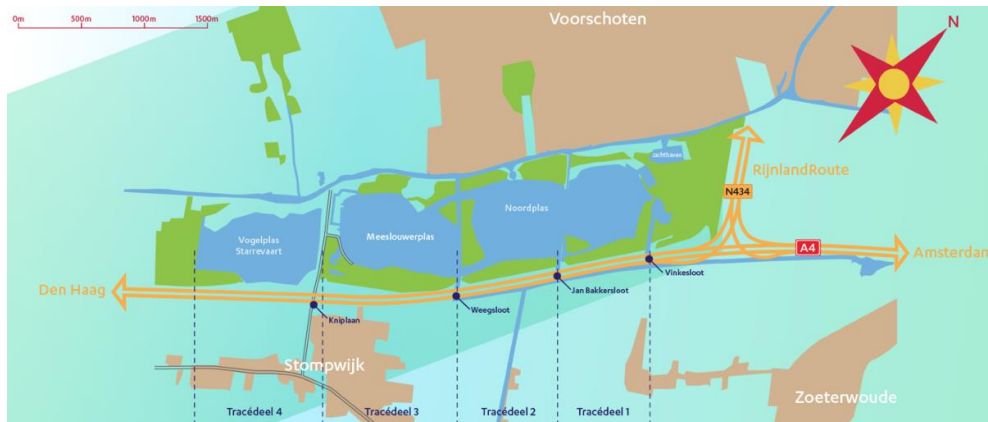 0m 500m 1000m 1500m
Voorschoten
N
Jachthaven
RijnlandRoute
N434
Noordplas
Meeslouwerplas
Vogelplas
Starrevaart
A4
Amsterdam
Vinkesloot
Jan Bakkersloot
Den Haag
Weegsloot
Kniplaan
Stompwijk
Zoeterwoude
Tracédeel 4 Tracédeel 3 Tracédeel 2 Tracédeel 1